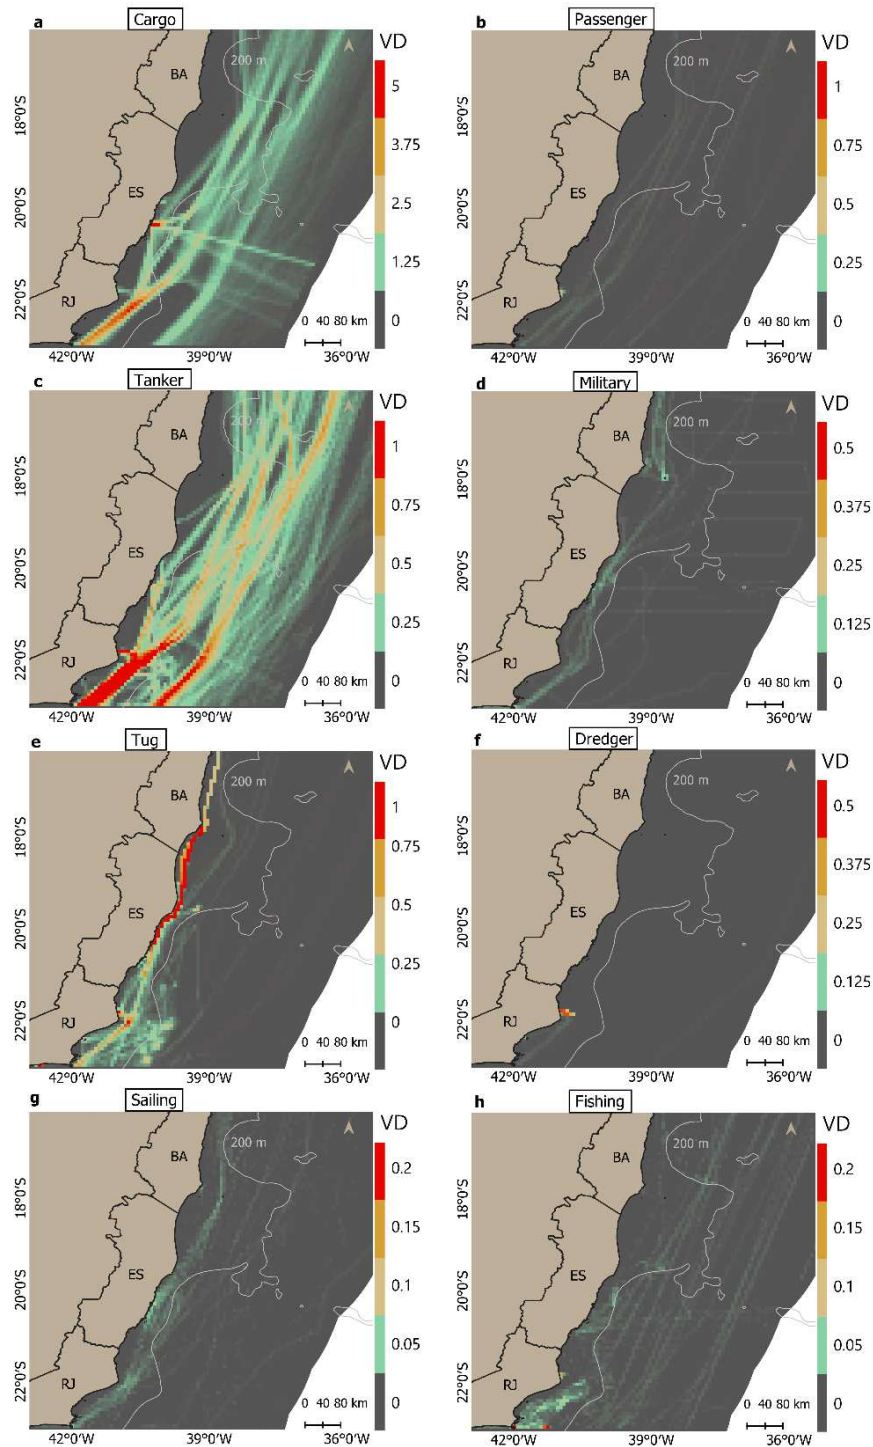 a Cargo
VD
200 m
BA
ES
RJ
5
3.75
2.5
1.25
0
18°0'S
20°0'S
22°0'S
0 40 80 km
42°0'W 39°0'W 36°0'W
b Passenger
VD
200 m
BA
ES
RJ
1
0.75
0.5
0.25
0
18°0'S
20°0'S
22°0'S
0 40 80 km
42°0'W 39°0'W 36°0'W
c Tanker
VD
200 m
BA
ES
RJ
1
0.75
0.5
0.25
0
18°0'S
20°0'S
22°0'S
0 40 80 km
42°0'W 39°0'W 36°0'W
d Military
VD
200 m
BA
ES
RJ
0.5
0.375
0.25
0.125
0
18°0'S
20°0'S
22°0'S
0 40 80 km
42°0'W 39°0'W 36°0'W
e Tug
VD
200 m
BA
ES
RJ
1
0.75
0.5
0.25
0
18°0'S
20°0'S
22°0'S
0 40 80 km
42°0'W 39°0'W 36°0'W
f Dredger
VD
200 m
BA
ES
RJ
0.5
0.375
0.25
0.125
0
18°0'S
20°0'S
22°0'S
0 40 80 km
42°0'W 39°0'W 36°0'W
g Sailing
VD
200 m
BA
ES
RJ
0.2
0.15
0.1
0.05
0
18°0'S
20°0'S
22°0'S
0 40 80 km
42°0'W 39°0'W 36°0'W
h Fishing
VD
200 m
BA
ES
RJ
0.2
0.15
0.1
0.05
0
18°0'S
20°0'S
22°0'S
0 40 80 km
42°0'W 39°0'W 36°0'W